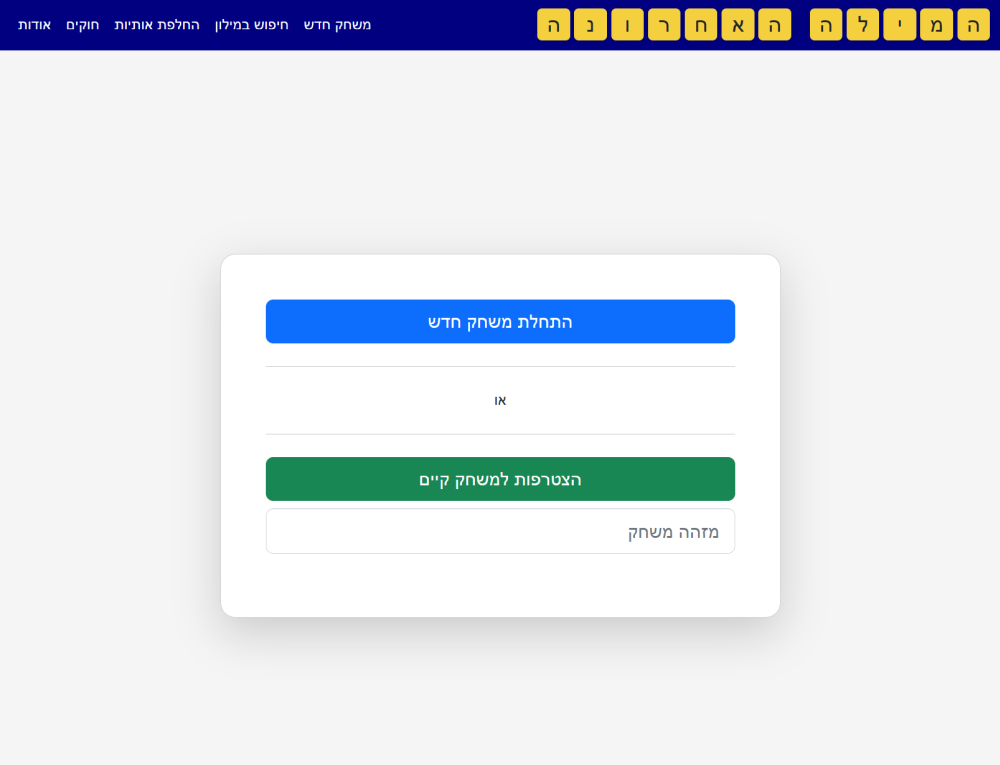 המילה האחרונה
משחק חדש חיפוש במילון החלפת אותיות חוקים אודות
התחלת משחק חדש
או
הצטרפות למשחק קיים
מזהה משחק